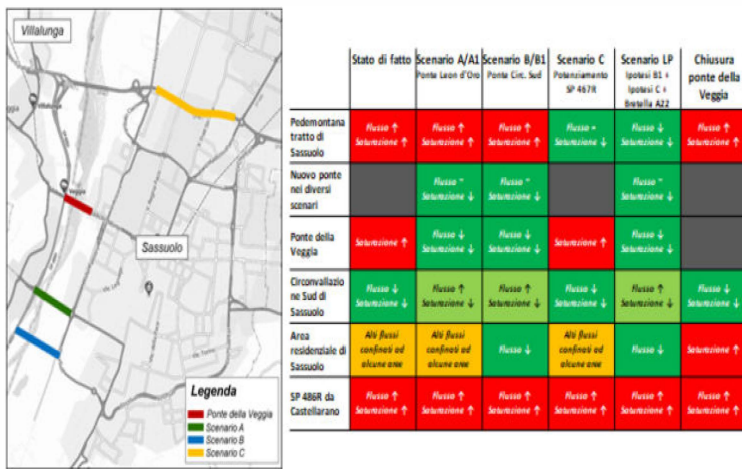 Villalunga
Villalunga
Veggia
Sassuolo
Legenda
Ponte della Veggia
Scenario A
Scenario B
Scenario C
Stato di fatto
Scenario A/A1
Ponte Leon d'Oro
Scenario B/B1
Ponte Circ. Sud
Scenario C
Potenziamento
SP 467R
Scenario LP
Ipotesi B1 +
Ipotesi C +
Bretella A22
Chiusura
ponte della
Veggia
Pedemontana
tratto di
Sassuolo
Flusso ↑
Saturazione ↑
Flusso ↑
Saturazione ↑
Flusso ↑
Saturazione ↑
Flusso =
Saturazione ↓
Flusso ↓
Saturazione ↓
Flusso ↑
Saturazione ↑
Nuovo ponte
nei diversi
scenari
Flusso ~
Saturazione ↓
Flusso ~
Saturazione ↓
Flusso ~
Saturazione ↓
Ponte della
Veggia
Saturazione ↑
Flusso ↓
Saturazione ↓
Flusso ↓
Saturazione ↓
Saturazione ↑
Flusso ↓
Saturazione ↓
Circonvallazio
ne Sud di
Sassuolo
Flusso ↓
Saturazione ↓
Flusso ↑
Saturazione ↓
Flusso ↑
Saturazione ↓
Flusso ↓
Saturazione ↓
Flusso ↑
Saturazione ↓
Flusso ↓
Saturazione ↓
Area
residenziale di
Sassuolo
Alti flussi
confinati ad
alcune aree
Alti flussi
confinati ad
alcune aree
Flusso ↓
Alti flussi
confinati ad
alcune aree
Flusso ↓
Saturazione ↑
SP 486R da
Castellarano
Flusso ↑
Saturazione ↑
Flusso ↑
Saturazione ↑
Flusso ↑
Saturazione ↑
Flusso ↑
Saturazione ↑
Flusso ↑
Saturazione ↑
Flusso ↑
Saturazione ↑